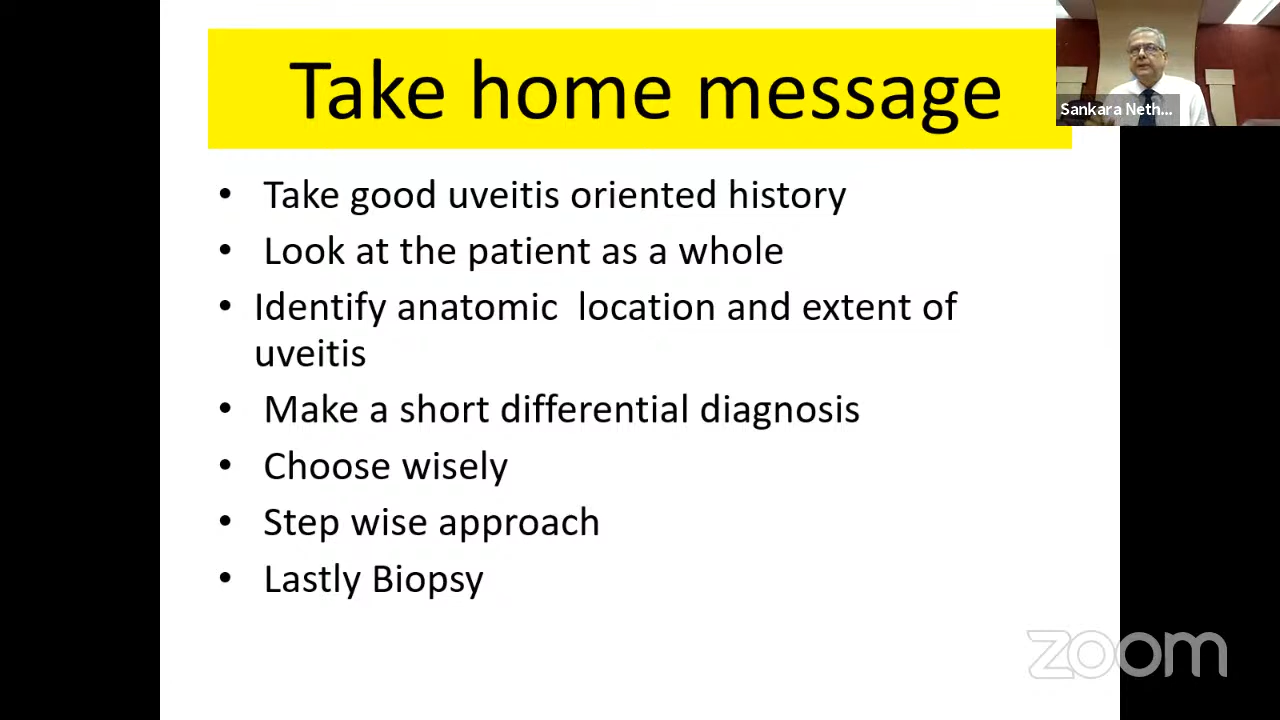 Take home message
Sankara Neth...
• Take good uveitis oriented history
• Look at the patient as a whole
• Identify anatomic location and extent of
uveitis
• Make a short differential diagnosis
• Choose wisely
• Step wise approach
• Lastly Biopsy
zoom